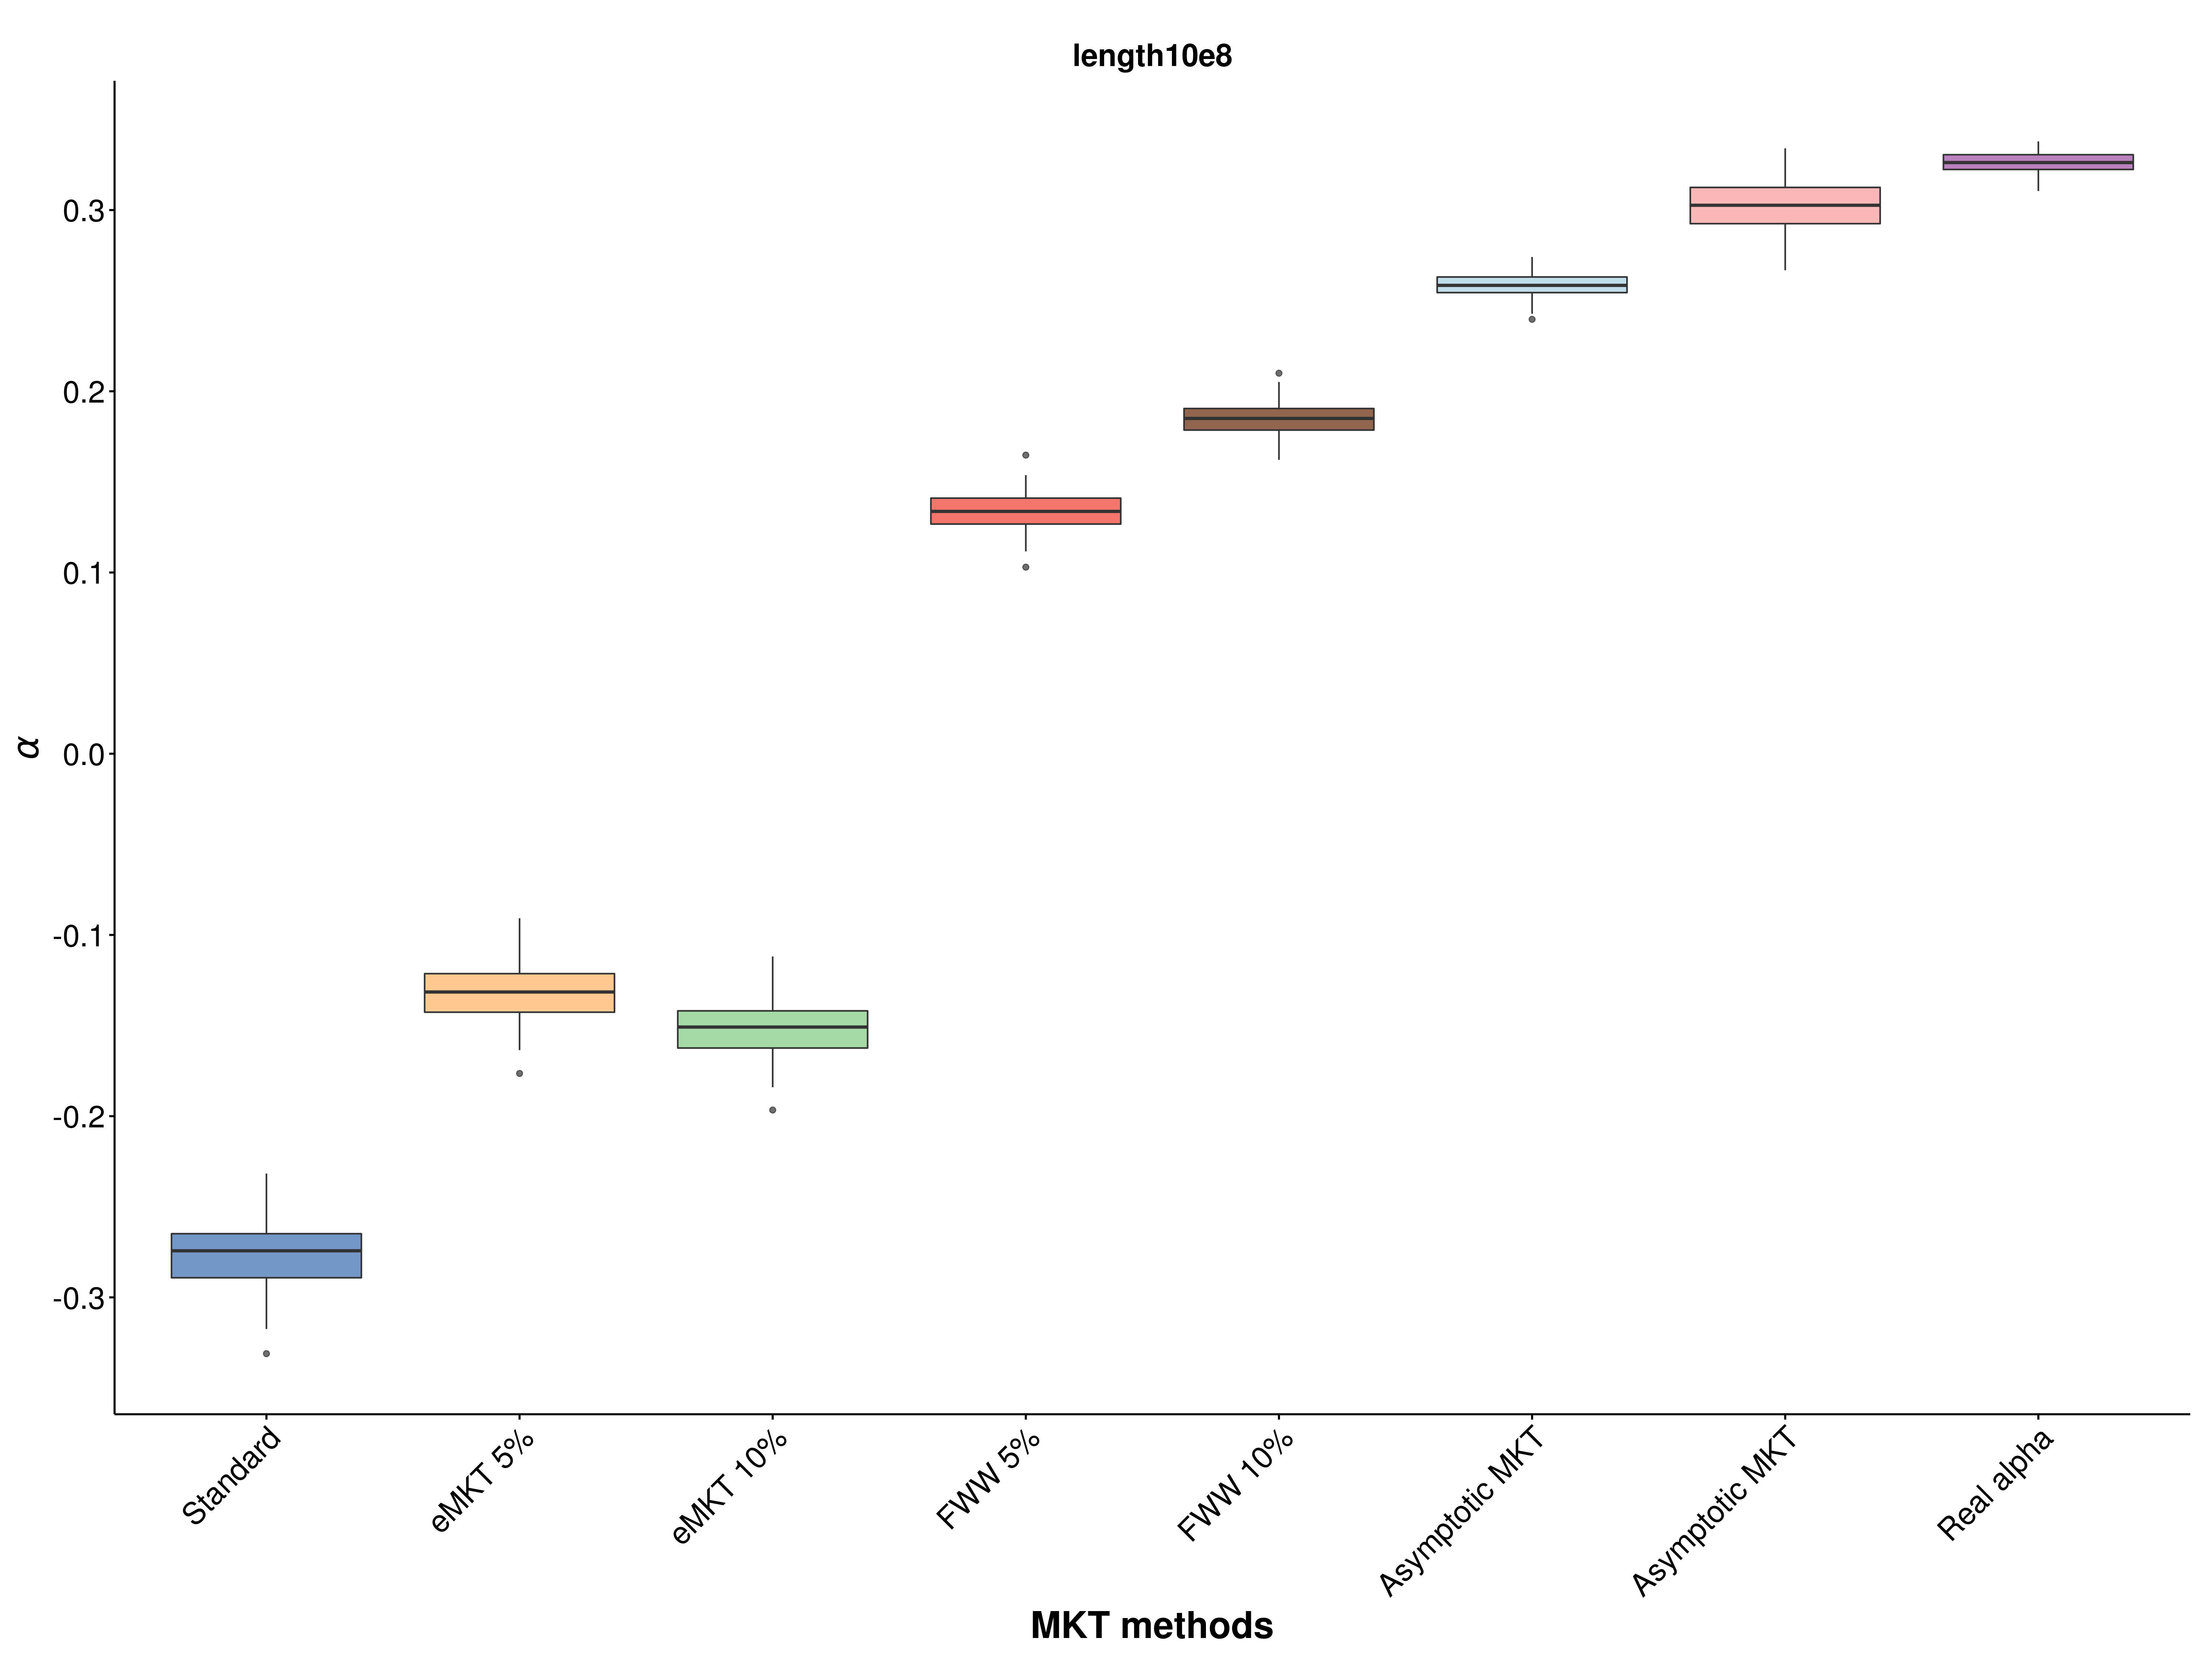 length10e8
0.3
0.2
0.1
0.0
-0.1
-0.2
-0.3
α
Standard
eMKT 5%
eMKT 10%
FWW 5%
FWW 10%
Asymptotic MKT
Asymptotic MKT
Real alpha
MKT methods